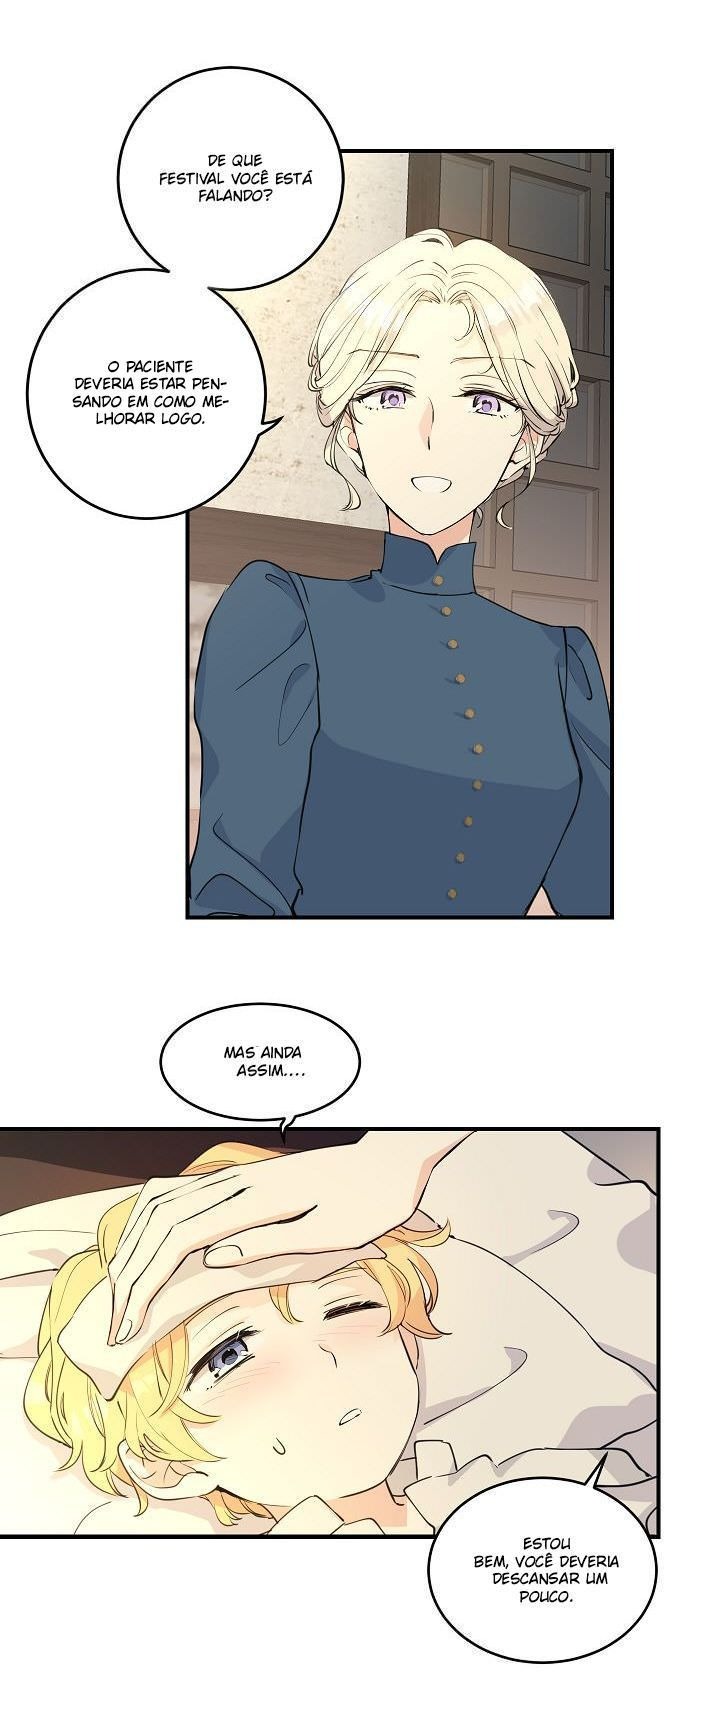 DE QUE
FESTIVAL VOCÊ ESTÁ
FALANDO?
O PACIENTE
DEVERIA ESTAR PEN-
SANDO EM COMO ME-
LHORAR LOGO.
MAS AINDA
ASSIM....
ESTOU
BEM, VOCÊ DEVERIA
DESCANSAR UM
POUCO.